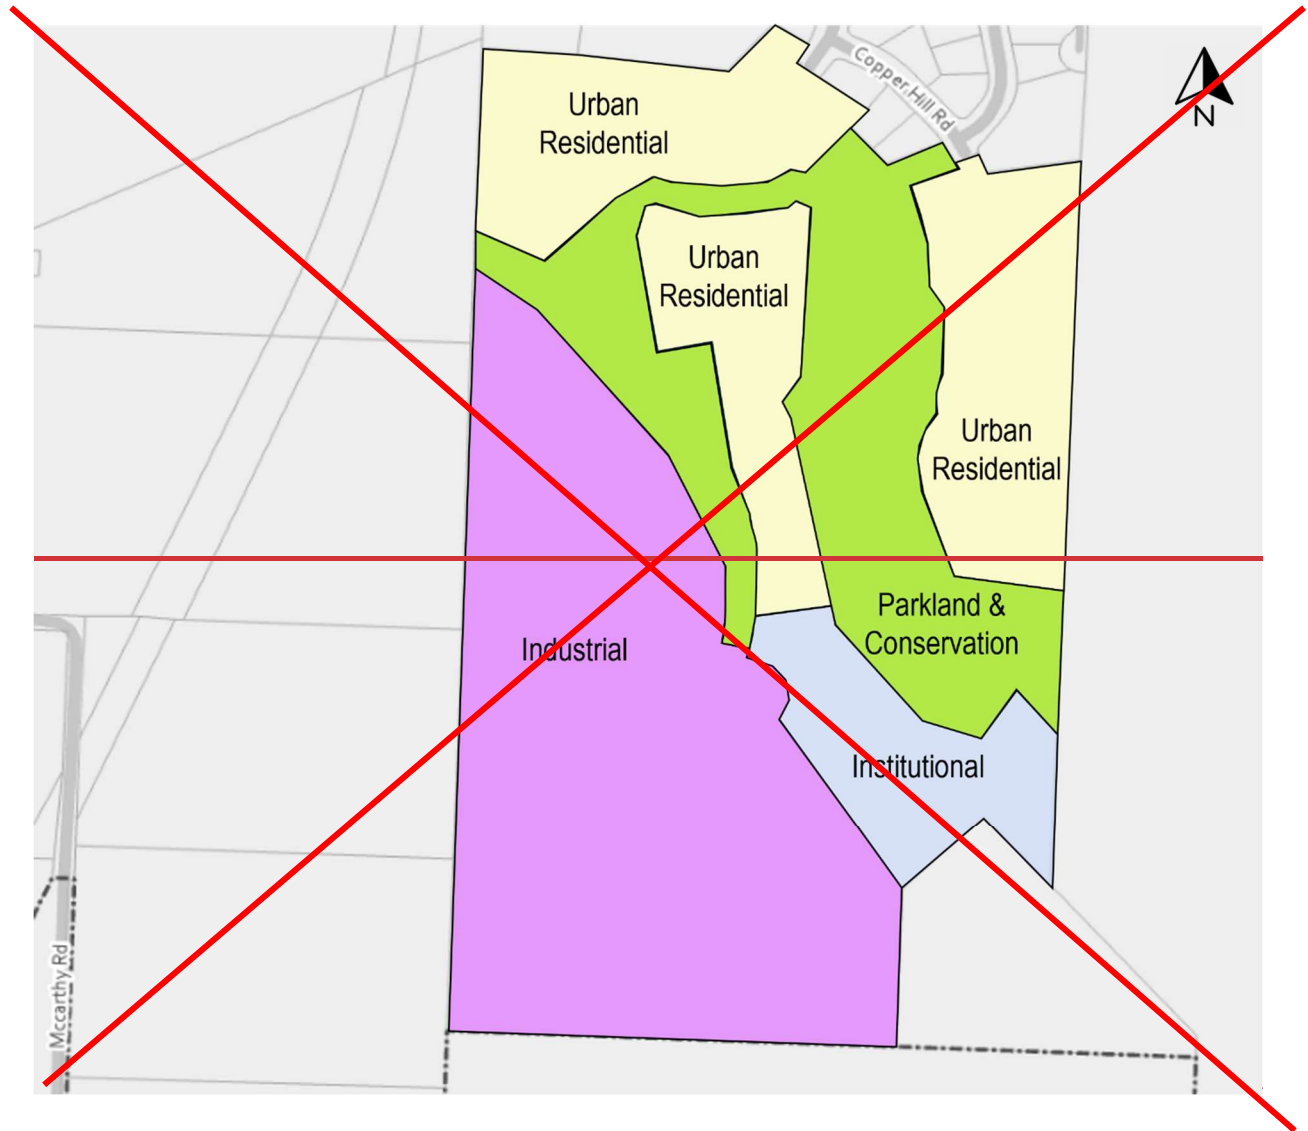 Copper Hill Rd
Urban
Residential
N
Urban
Residential
Urban
Residential
Parkland &
Conservation
Industrial
Institutional
Mccarthy Rd